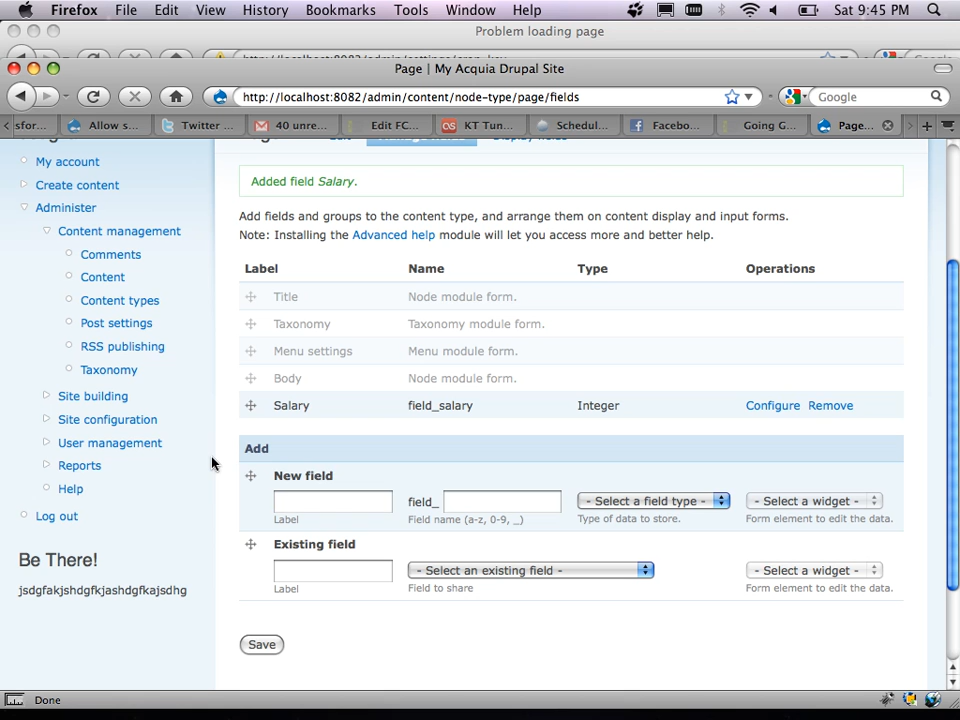 Firefox File Edit View History Bookmarks Tools Window Help Sat 9:45 PM
Problem loading page
Page | My Acquia Drupal Site
http://localhost:8082/admin/content/node-type/page/fields Google
sfor... Allow s... Twitter ... 40 unre... Edit FC... KT Tun... Schedul... Facebo... Going G... Page...
My account
Create content
Administer
Content management
Comments
Content
Content types
Post settings
RSS publishing
Taxonomy
Site building
Site configuration
User management
Reports
Help
Log out
Be There!
jsdgfakjshdgfkjashdgfkajsdhg
Added field Salary.
Add fields and groups to the content type, and arrange them on content display and input forms.
Note: Installing the Advanced help module will let you access more and better help.
Label Name Type Operations
Title Node module form.
Taxonomy Taxonomy module form.
Menu settings Menu module form.
Body Node module form.
Salary field_salary Integer Configure Remove
Add
New field
field_ - Select a field type - - Select a widget -
Label Field name (a-z, 0-9, _) Type of data to store. Form element to edit the data.
Existing field
- Select an existing field - - Select a widget -
Label Field to share Form element to edit the data.
Save
Done